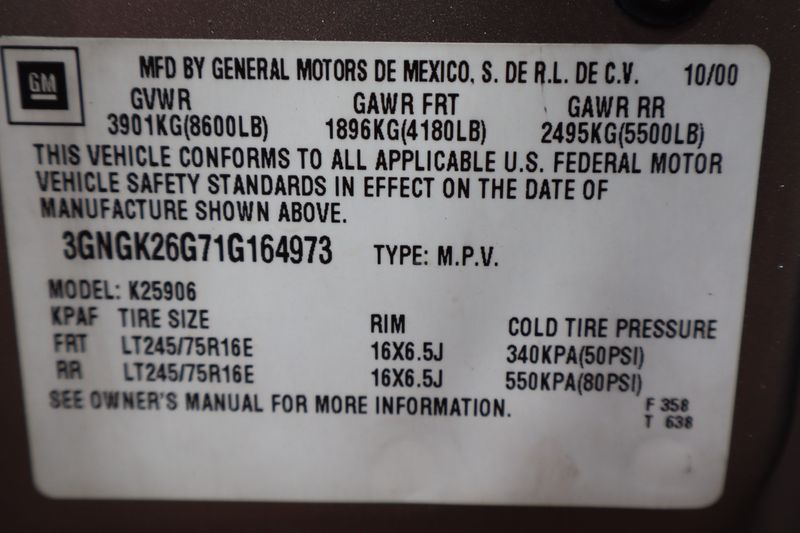 GM
MFD BY GENERAL MOTORS DE MEXICO, S. DE R.L. DE C.V. 10/00
GVWR GAWR FRT GAWR RR
3901KG(8600LB) 1896KG(4180LB) 2495KG(5500LB)
THIS VEHICLE CONFORMS TO ALL APPLICABLE U.S. FEDERAL MOTOR
VEHICLE SAFETY STANDARDS IN EFFECT ON THE DATE OF
MANUFACTURE SHOWN ABOVE.
3GNGK26G71G164973 TYPE: M.P.V.
MODEL: K25906
KPAF TIRE SIZE RIM COLD TIRE PRESSURE
FRT LT245/75R16E 16X6.5J 340KPA(50PSI)
RR LT245/75R16E 16X6.5J 550KPA(80PSI)
SEE OWNER'S MANUAL FOR MORE INFORMATION. F 358
T 638